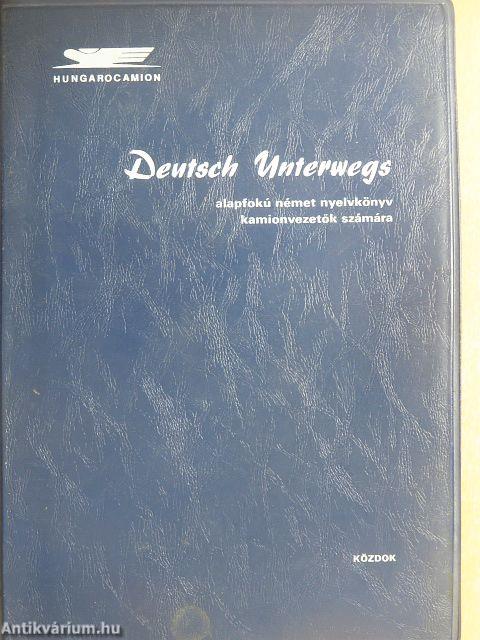 HUNGAROCAMION
Deutsch Unterwegs
alapfokú német nyelvkönyv
kamionvezetők számára
KÖZDOK
Antikvárium.hu